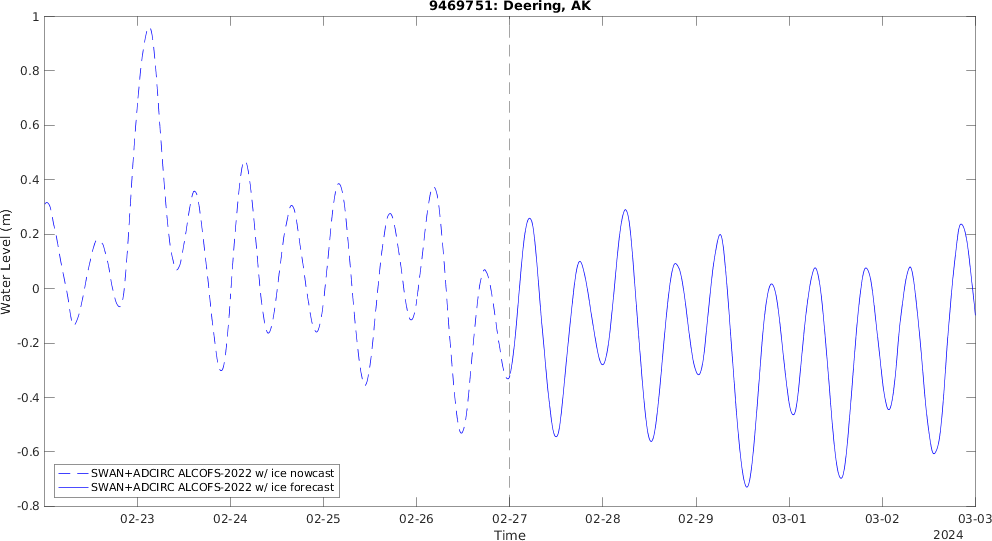 9469751: Deering, AK
1
0.8
0.6
0.4
0.2
0
-0.2
-0.4
-0.6
-0.8
Water Level (m)
SWAN+ADCIRC ALCOFS-2022 w/ ice nowcast
SWAN+ADCIRC ALCOFS-2022 w/ ice forecast
02-23 02-24 02-25 02-26 02-27 02-28 02-29 03-01 03-02 03-03
Time
2024